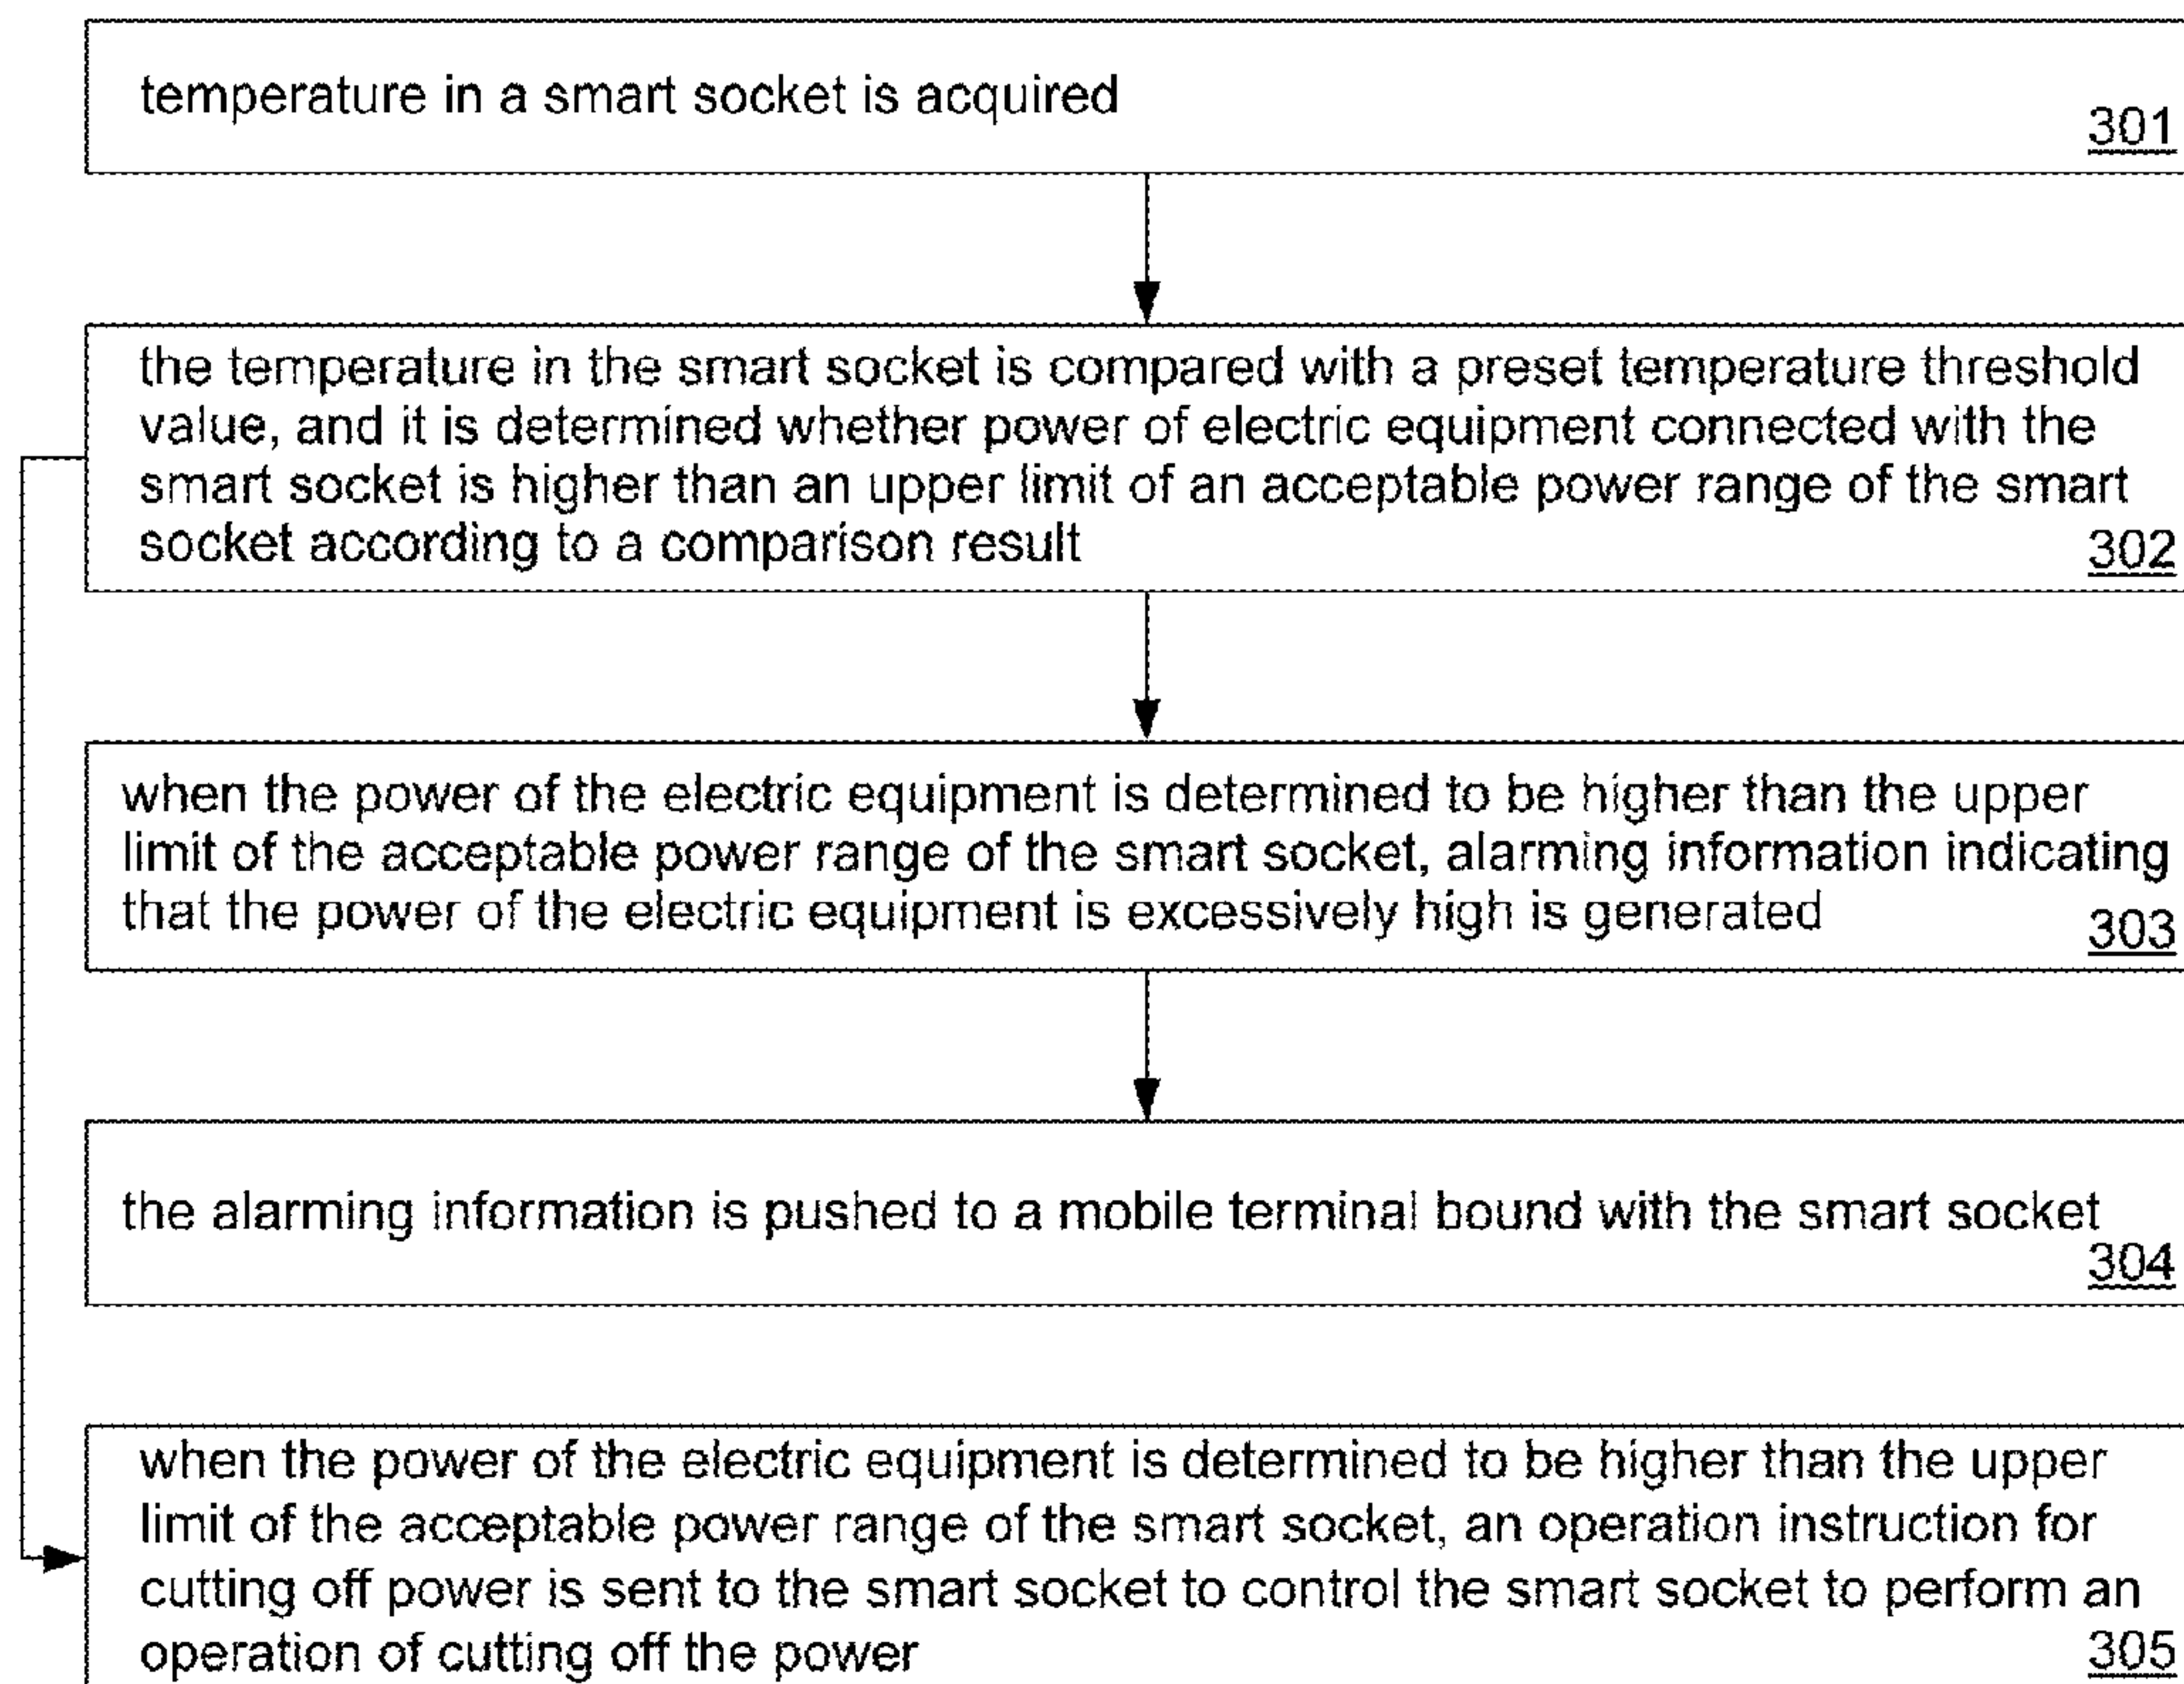 temperature in a smart socket is acquired
301
the temperature in the smart socket is compared with a preset temperature threshold
value, and it is determined whether power of electric equipment connected with the
smart socket is higher than an upper limit of an acceptable power range of the smart
socket according to a comparison result
302
when the power of the electric equipment is determined to be higher than the upper
limit of the acceptable power range of the smart socket, alarming information indicating
that the power of the electric equipment is excessively high is generated
303
the alarming information is pushed to a mobile terminal bound with the smart socket
304
when the power of the electric equipment is determined to be higher than the upper
limit of the acceptable power range of the smart socket, an operation instruction for
cutting off power is sent to the smart socket to control the smart socket to perform an
operation of cutting off the power
305